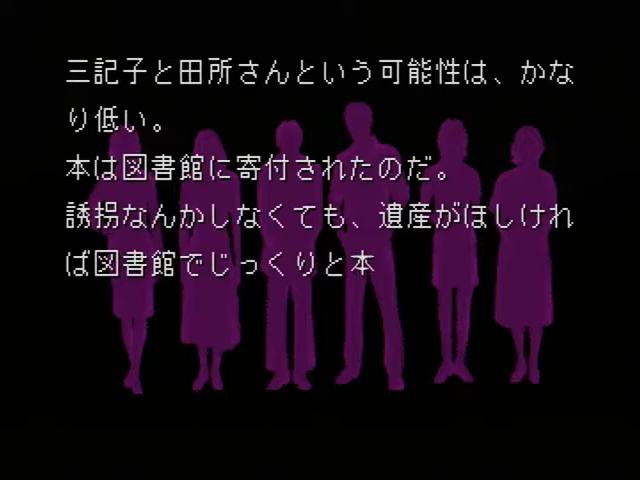 三記子と田所さんという可能性は、かな
り低い。
本は図書館に寄付されたのだ。
誘拐なんかしなくても、遺産がほしけれ
ば図書館でじっくりと本